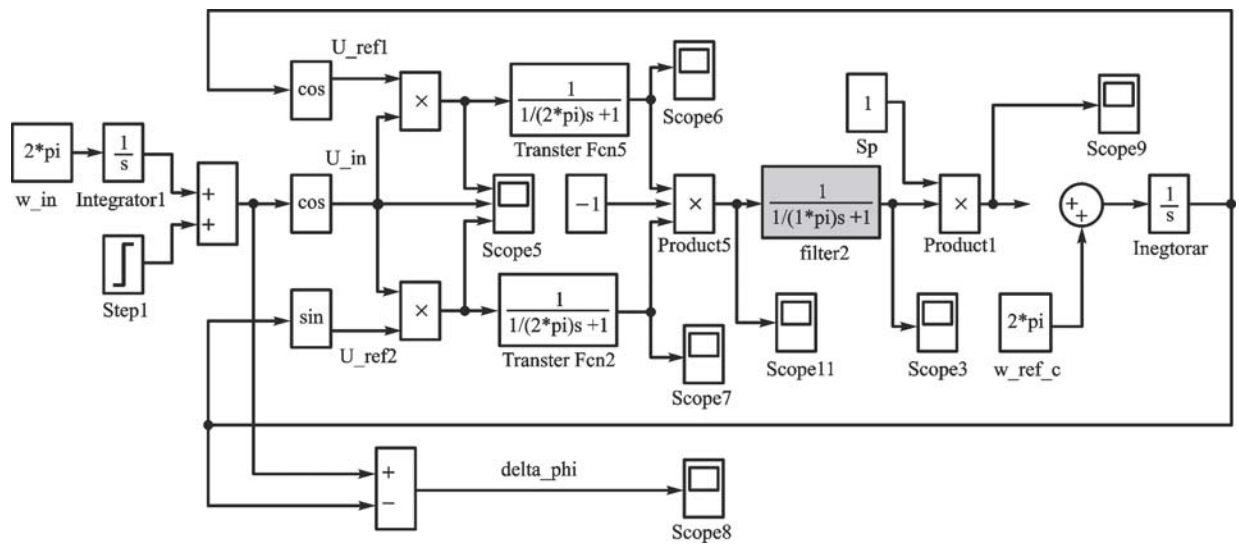 U_ref1
cos
×
1
1/(2*pi)s +1
Transter Fcn5
Scope6
1
Sp
Scope9
2*pi
w_in
1
s
Integrator1
+
+
U_in
cos
Scope5
−1
×
Product5
1
1/(1*pi)s +1
filter2
×
Product1
+
+
1
s
Inegtorar
Step1
sin
U_ref2
×
1
1/(2*pi)s +1
Transter Fcn2
Scope7
Scope11
Scope3
2*pi
w_ref_c
+
−
delta_phi
Scope8